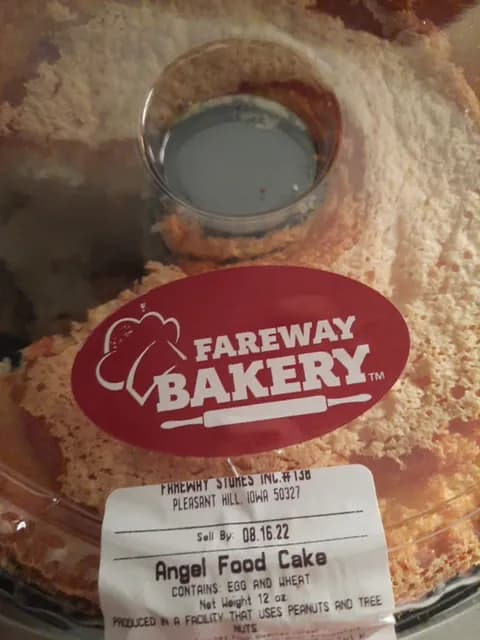 FAREWAY
BAKERY™
FAREWAY STORES INC.#138
PLEASANT HILL IOWA 50327
Sell By: 08.16.22
Angel Food Cake
CONTAINS: EGG AND WHEAT
Net Weight 12 oz
PRODUCED IN A FACILITY THAT USES PEANUTS AND TREE
NUTS